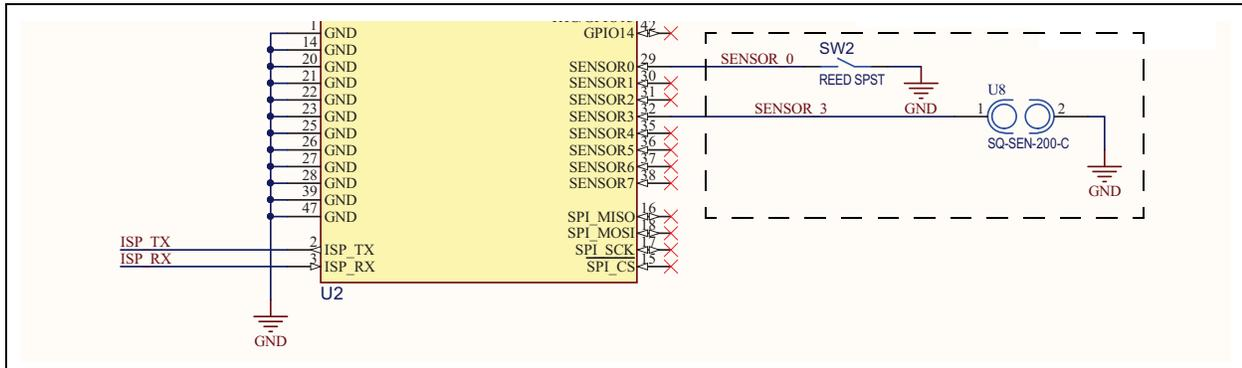 42
GPIO14
1 GND
14 GND
20 GND
21 GND
22 GND
23 GND
25 GND
26 GND
27 GND
28 GND
39 GND
47 GND
2 ISP_TX
3 ISP_RX
ISP_TX
ISP_RX
U2
GND
SENSOR0 29
SENSOR1 30
SENSOR2 31
SENSOR3 32
SENSOR4 35
SENSOR5 36
SENSOR6 37
SENSOR7 38
SPI_MISO 16
SPI_MOSI 18
SPI_SCK 17
SPI_CS 15
SENSOR_0
SW2
REED SPST
GND
SENSOR_3
U8
1
2
SQ-SEN-200-C
GND